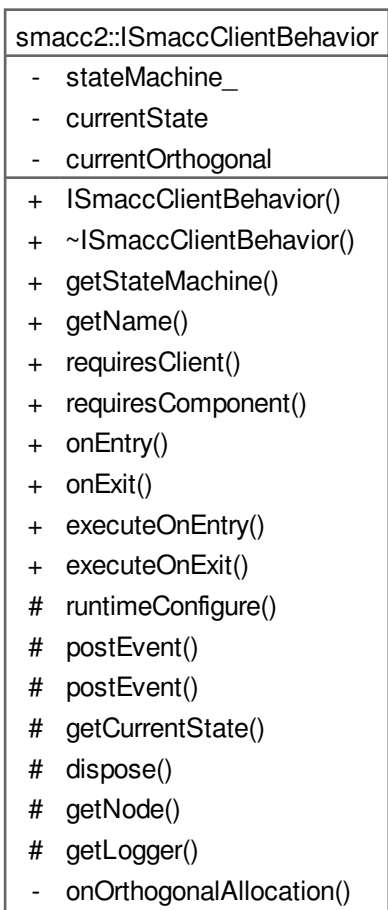 smacc2::ISmaccClientBehavior
- stateMachine_
- currentState
- currentOrthogonal
+ ISmaccClientBehavior()
+ ~ISmaccClientBehavior()
+ getStateMachine()
+ getName()
+ requiresClient()
+ requiresComponent()
+ onEntry()
+ onExit()
+ executeOnEntry()
+ executeOnExit()
# runtimeConfigure()
# postEvent()
# postEvent()
# getCurrentState()
# dispose()
# getNode()
# getLogger()
- onOrthogonalAllocation()